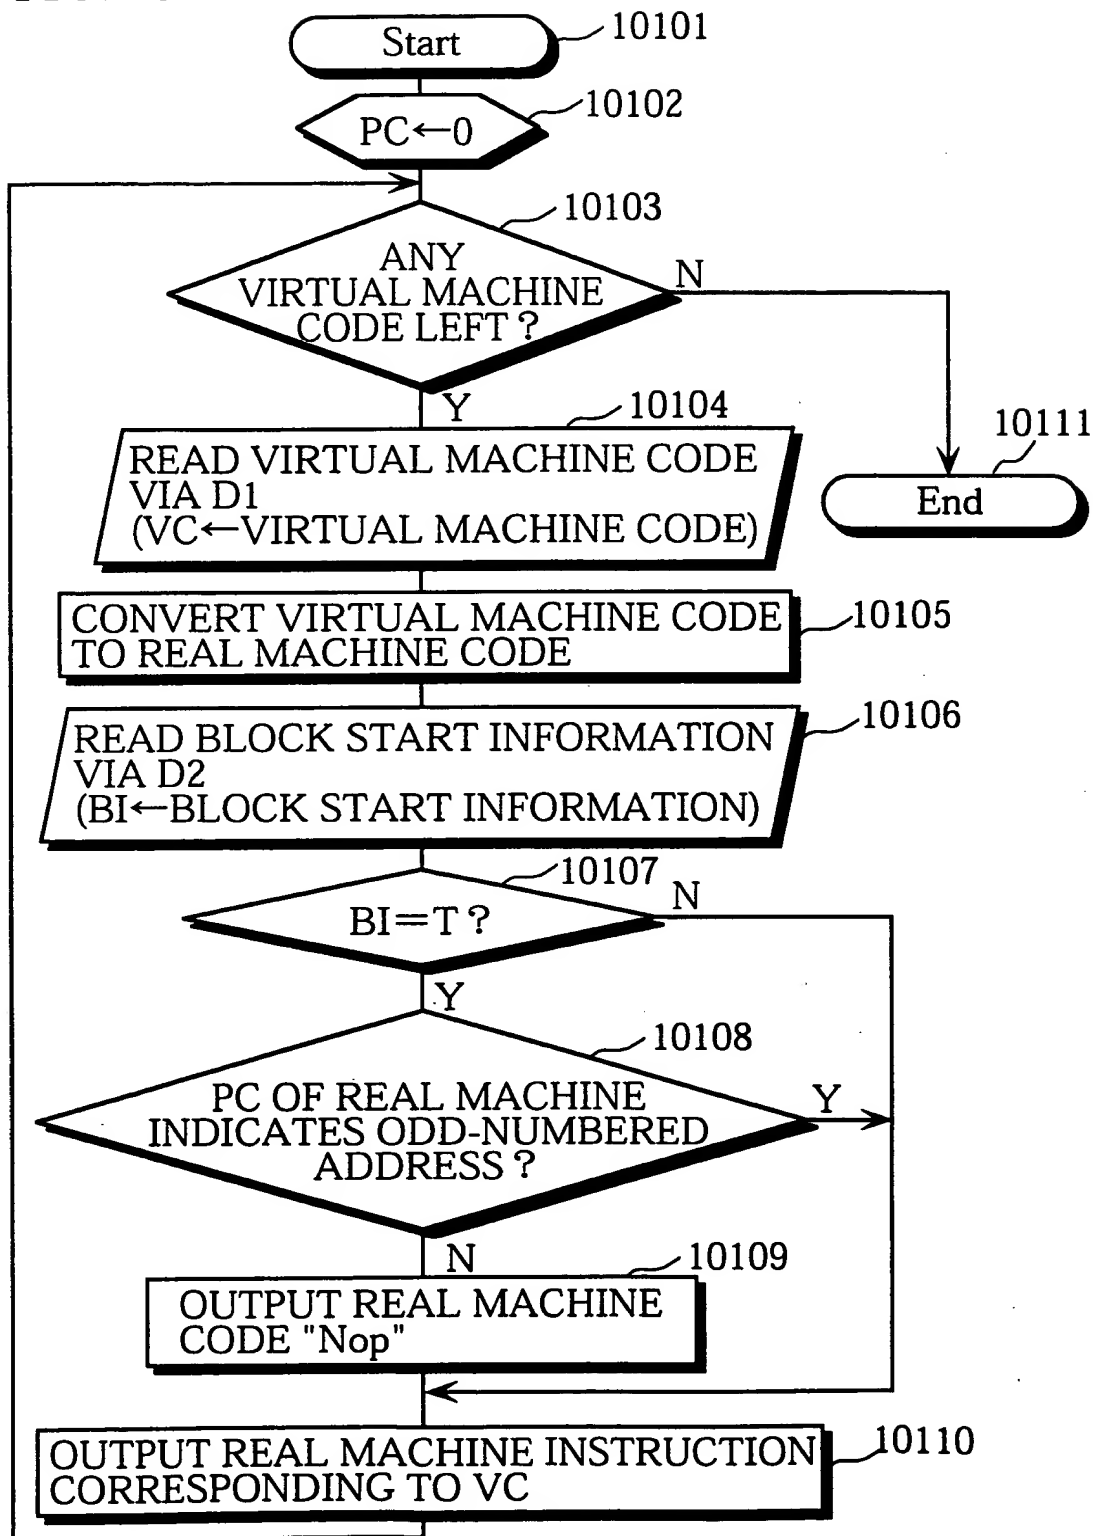 Start
10101
PC←0
10102
10103
ANY
VIRTUAL MACHINE
CODE LEFT ?
N
Y
10104
READ VIRTUAL MACHINE CODE
VIA D1
(VC←VIRTUAL MACHINE CODE)
10111
End
CONVERT VIRTUAL MACHINE CODE
TO REAL MACHINE CODE
10105
10106
READ BLOCK START INFORMATION
VIA D2
(BI←BLOCK START INFORMATION)
10107
BI=T ?
N
Y
10108
PC OF REAL MACHINE
INDICATES ODD-NUMBERED
ADDRESS ?
Y
N
10109
OUTPUT REAL MACHINE
CODE "Nop"
OUTPUT REAL MACHINE INSTRUCTION
CORRESPONDING TO VC
10110